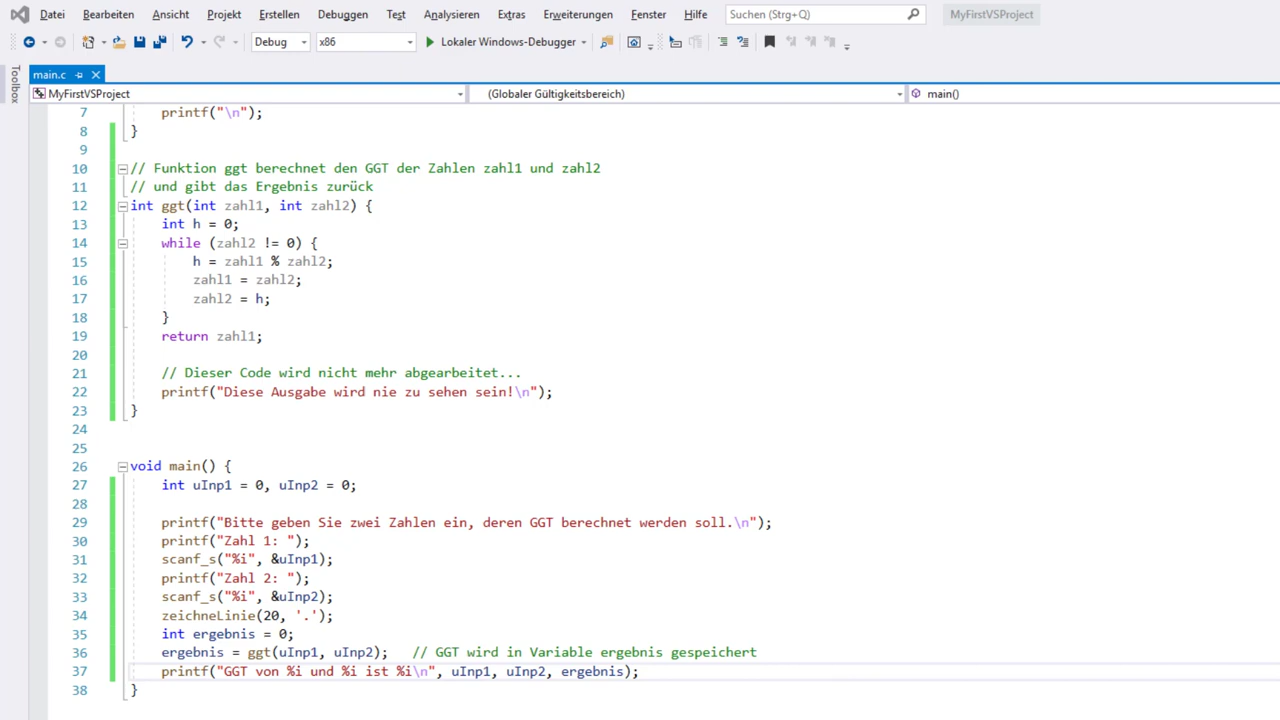 Datei Bearbeiten Ansicht Projekt Erstellen Debuggen Test Analysieren Extras Erweiterungen Fenster Hilfe Suchen (Strg+Q) MyFirstVSProject
Debug x86 Lokaler Windows-Debugger
Toolbox
main.c
MyFirstVSProject (Globaler Gültigkeitsbereich) main()
7 printf("\n");
8 }
9
10 // Funktion ggt berechnet den GGT der Zahlen zahl1 und zahl2
11 // und gibt das Ergebnis zurück
12 int ggt(int zahl1, int zahl2) {
13 int h = 0;
14 while (zahl2 != 0) {
15 h = zahl1 % zahl2;
16 zahl1 = zahl2;
17 zahl2 = h;
18 }
19 return zahl1;
20
21 // Dieser Code wird nicht mehr abgearbeitet...
22 printf("Diese Ausgabe wird nie zu sehen sein!\n");
23 }
24
25
26 void main() {
27 int uInp1 = 0, uInp2 = 0;
28
29 printf("Bitte geben Sie zwei Zahlen ein, deren GGT berechnet werden soll.\n");
30 printf("Zahl 1: ");
31 scanf_s("%i", &uInp1);
32 printf("Zahl 2: ");
33 scanf_s("%i", &uInp2);
34 zeichneLinie(20, '.');
35 int ergebnis = 0;
36 ergebnis = ggt(uInp1, uInp2); // GGT wird in Variable ergebnis gespeichert
37 printf("GGT von %i und %i ist %i\n", uInp1, uInp2, ergebnis);
38 }